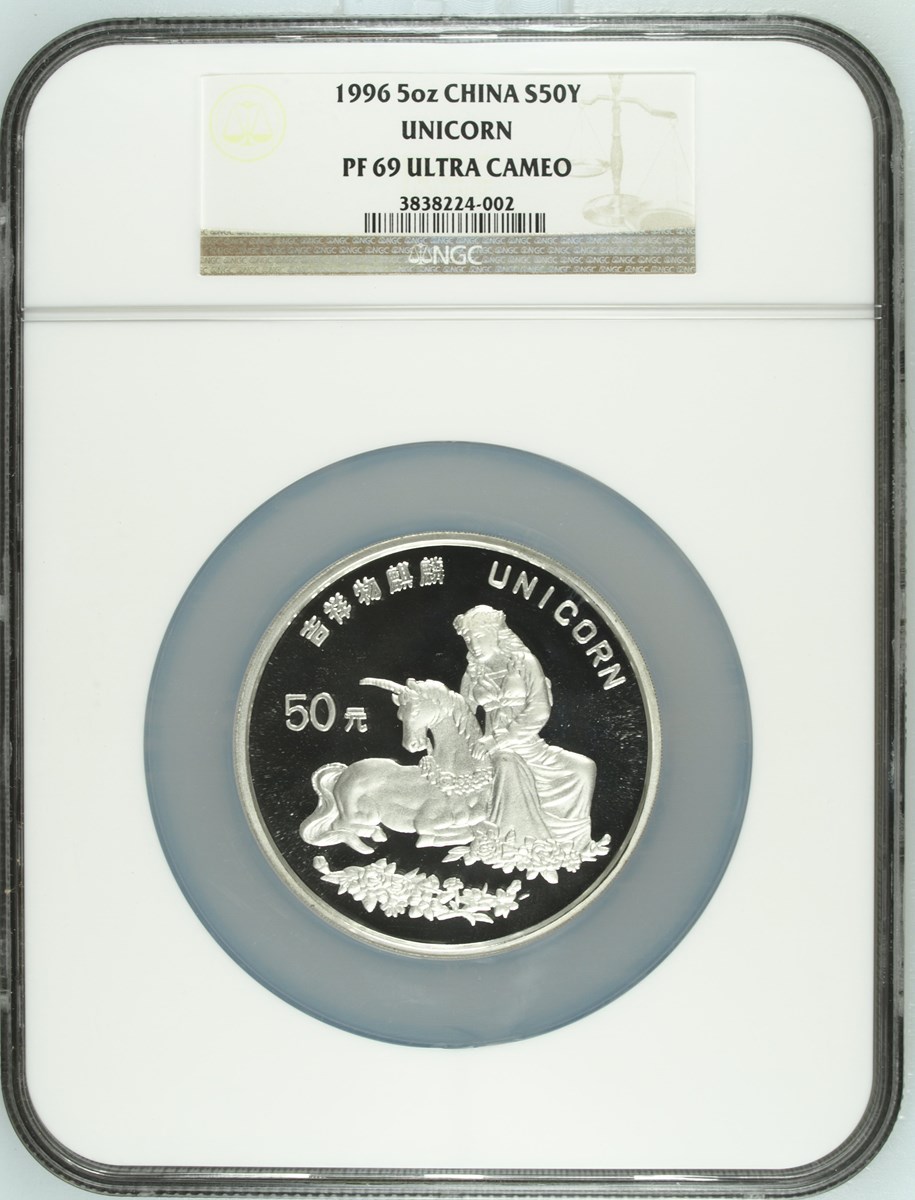 1996 5oz CHINA S50Y
UNICORN
PF 69 ULTRA CAMEO
3838224-002
NGC
吉祥物麒麟
UNICORN
50元